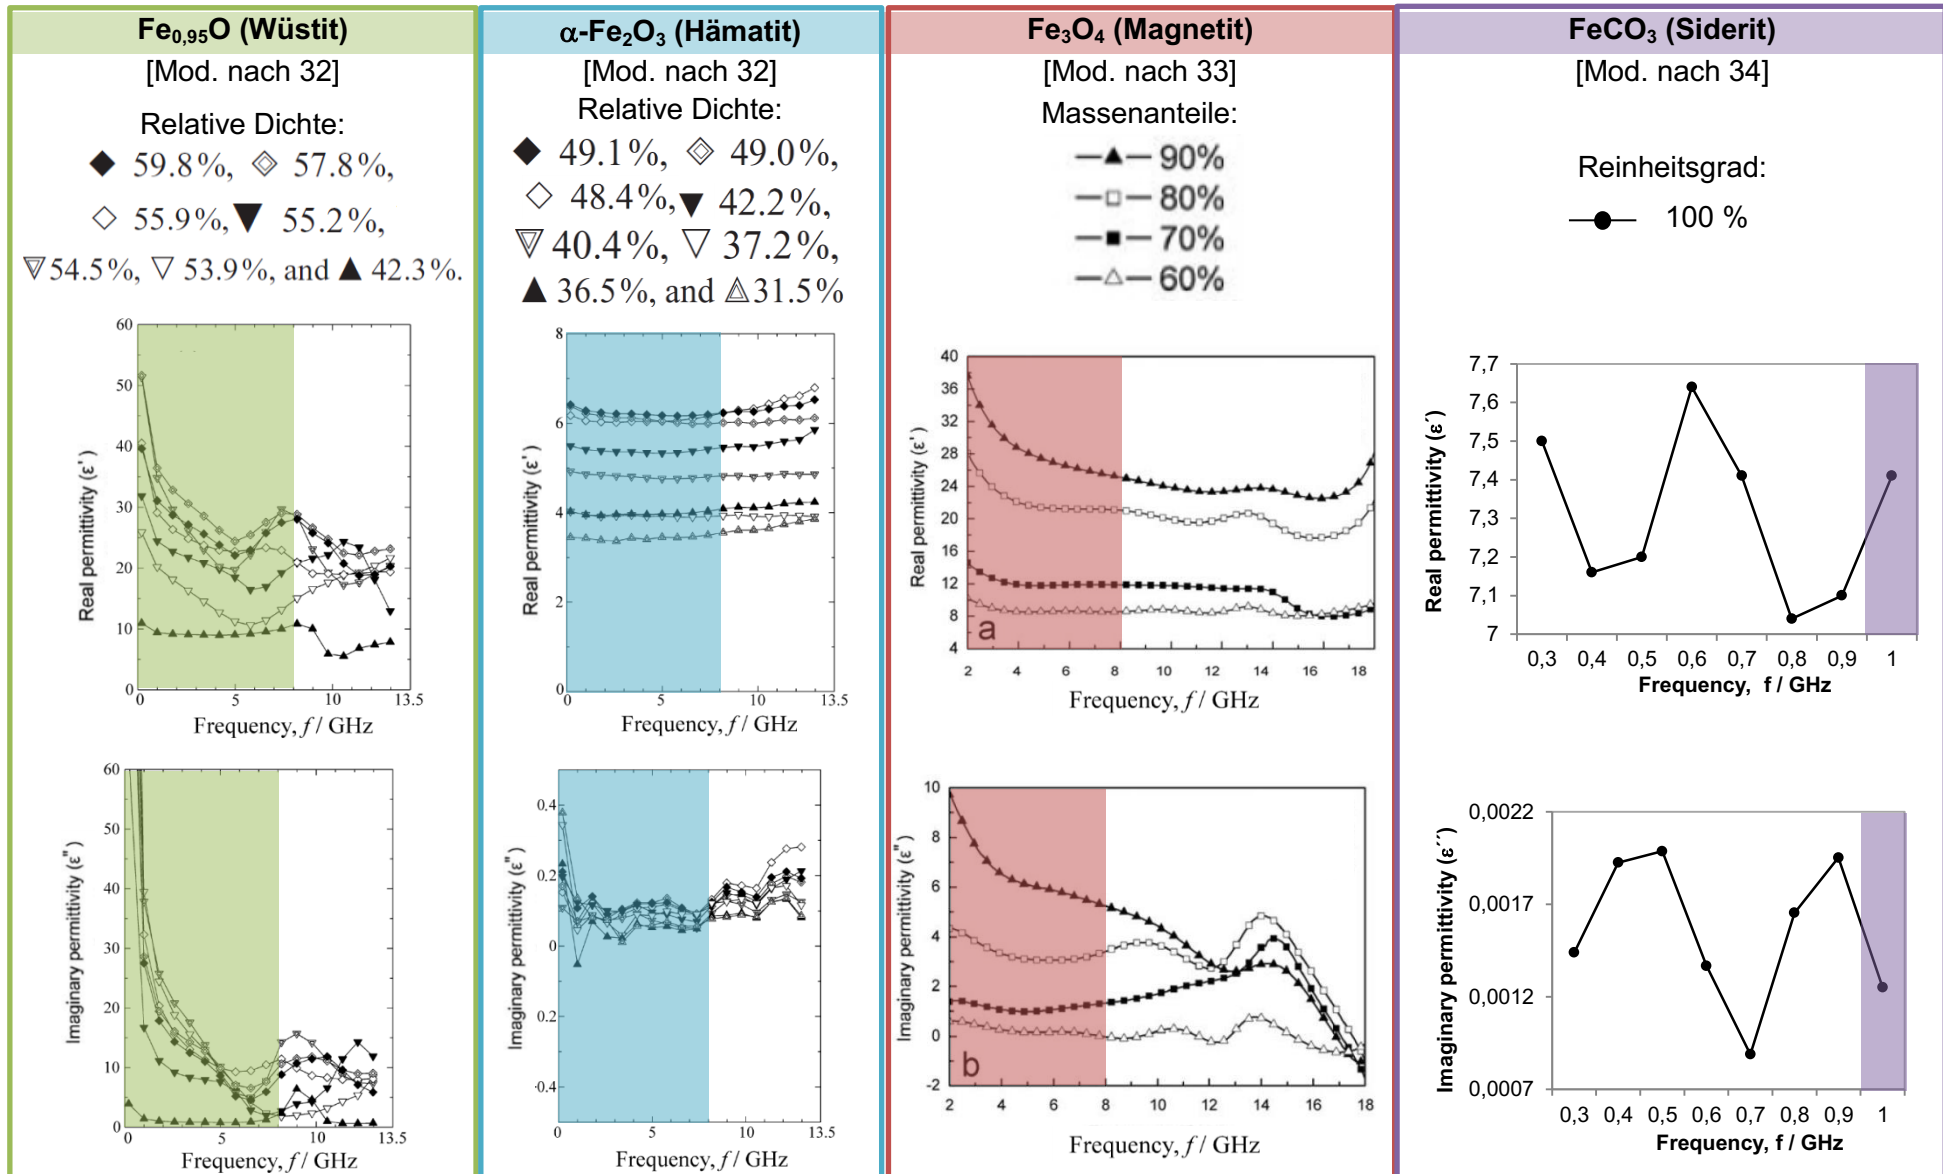 Fe0,95O (Wüstit)
[Mod. nach 32]
Relative Dichte:
◆ 59.8%, ◈ 57.8%,
◇ 55.9%, ▼ 55.2%,
▽ 54.5%, ▽ 53.9%, and ▲ 42.3%.
60
50
40
30
20
10
0
0
5
10
13.5
Real permittivity (ε')
Frequency, f / GHz
60
50
40
30
20
10
0
0
5
10
13.5
Imaginary permittivity (ε")
Frequency, f / GHz
α-Fe2O3 (Hämatit)
[Mod. nach 32]
Relative Dichte:
◆ 49.1%, ◈ 49.0%,
◇ 48.4%, ▼ 42.2%,
▽ 40.4%, ▽ 37.2%,
▲ 36.5%, and △ 31.5%
8
6
4
2
0
0
5
10
13.5
Real permittivity (ε')
Frequency, f / GHz
0.4
0.2
0
0.2
-0.4
0
5
10
13.5
Imaginary permittivity (ε")
Frequency, f / GHz
Fe3O4 (Magnetit)
[Mod. nach 33]
Massenanteile:
—▲— 90%
—□— 80%
—■— 70%
—△— 60%
40
36
32
28
24
20
16
12
8
4
a
2 4 6 8 10 12 14 16 18
Real permittivity (ε')
Frequency, f / GHz
10
8
6
4
2
0
-2
b
2 4 6 8 10 12 14 16 18
Imaginary permittivity (ε")
Frequency, f / GHz
FeCO3 (Siderit)
[Mod. nach 34]
Reinheitsgrad:
—●— 100 %
7,7
7,6
7,5
7,4
7,3
7,2
7,1
7
0,3 0,4 0,5 0,6 0,7 0,8 0,9 1
Real permittivity (ε´)
Frequency, f / GHz
0,0022
0,0017
0,0012
0,0007
0,3 0,4 0,5 0,6 0,7 0,8 0,9 1
Imaginary permittivity (ε´´)
Frequency, f / GHz